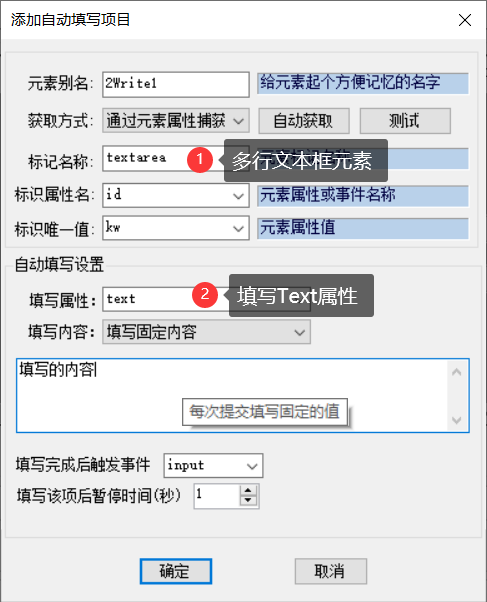 添加自动填写项目
元素别名: 2Write1 给元素起个方便记忆的名字
获取方式: 通过元素属性捕获 自动获取 测试
标记名称: textarea 1 多行文本框元素
标识属性名: id 元素属性或事件名称
标识唯一值: kw 元素属性值
自动填写设置
填写属性: text 2 填写Text属性
填写内容: 填写固定内容
填写的内容
每次提交填写固定的值
填写完成后触发事件 input
填写该项后暂停时间(秒) 1
确定 取消